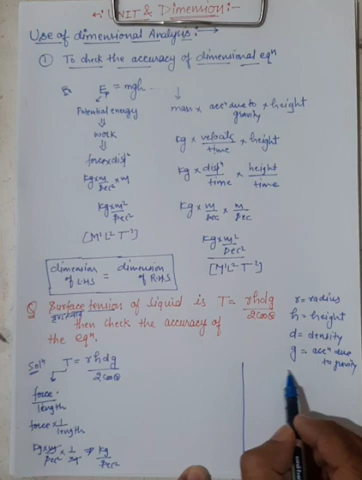 UNIT & Dimension :-
Use of dimensional Analysis :→
① To check the accuracy of dimensional eqⁿ
Eₚ = mgh
Potential energy
mass × accⁿ due to gravity × height
work
kg × velocity/time × height
force × dispⁿ
kg × m/sec² × m
kg × dispⁿ/time × height/time
kg × m²/sec²
kg × m/sec × m/sec
[M¹L²T⁻²]
kg × m²/sec²
[M¹L²T⁻²]
dimension of LHS = dimension of RHS
Q Surface tension of liquid is T = rhdg/2cosθ
then check the accuracy of
the eqⁿ.
r = radius
h = height
d = density
g = accⁿ due to gravity
Solⁿ T = rhdg/2cosθ
force/length
force × 1/length
kg × m/sec² × 1/m ⇒ kg/sec²